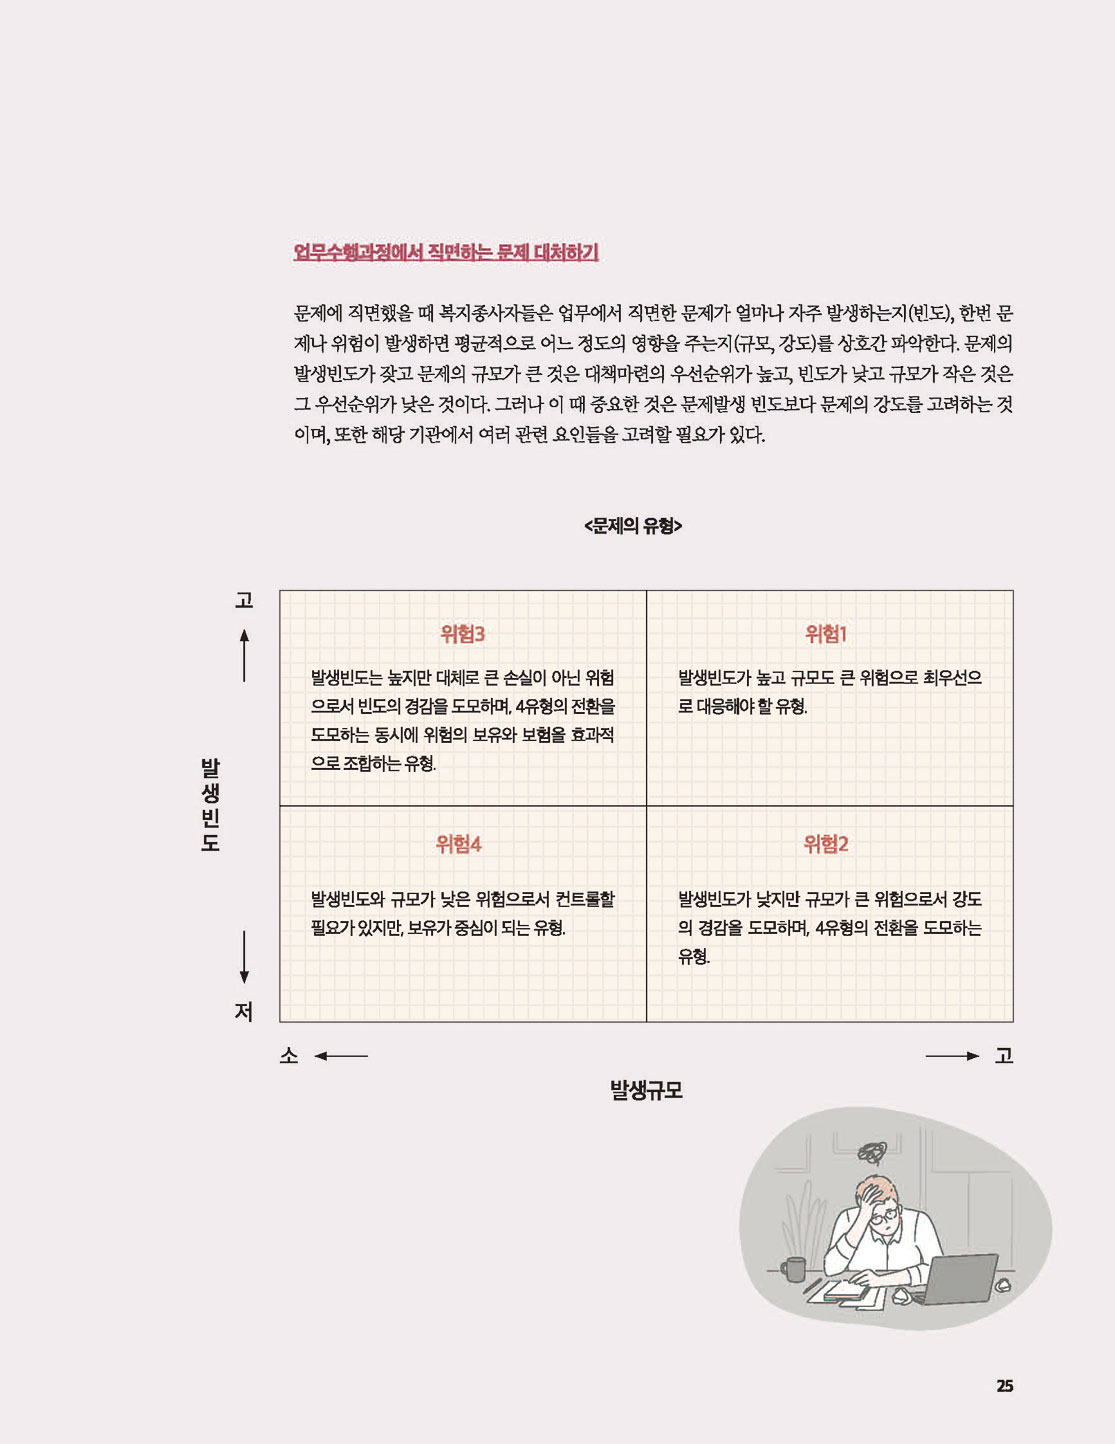 업무수행과정에서 직면하는 문제 대처하기
문제에 직면했을 때 복지종사자들은 업무에서 직면한 문제가 얼마나 자주 발생하는지(빈도), 한번 문
제나 위험이 발생하면 평균적으로 어느 정도의 영향을 주는지(규모, 강도)를 상호간 파악한다. 문제의
발생빈도가 잦고 문제의 규모가 큰 것은 대책마련의 우선순위가 높고, 빈도가 낮고 규모가 작은 것은
그 우선순위가 낮은 것이다. 그러나 이 때 중요한 것은 문제발생 빈도보다 문제의 강도를 고려하는 것
이며, 또한 해당 기관에서 여러 관련 요인들을 고려할 필요가 있다.
<문제의 유형>
고
발생빈도
저
위험3
발생빈도는 높지만 대체로 큰 손실이 아닌 위험
으로서 빈도의 경감을 도모하며, 4유형의 전환을
도모하는 동시에 위험의 보유와 보험을 효과적
으로 조합하는 유형.
위험1
발생빈도가 높고 규모도 큰 위험으로 최우선으
로 대응해야 할 유형.
위험4
발생빈도와 규모가 낮은 위험으로서 컨트롤할
필요가 있지만, 보유가 중심이 되는 유형.
위험2
발생빈도가 낮지만 규모가 큰 위험으로서 강도
의 경감을 도모하며, 4유형의 전환을 도모하는
유형.
소
고
발생규모
25